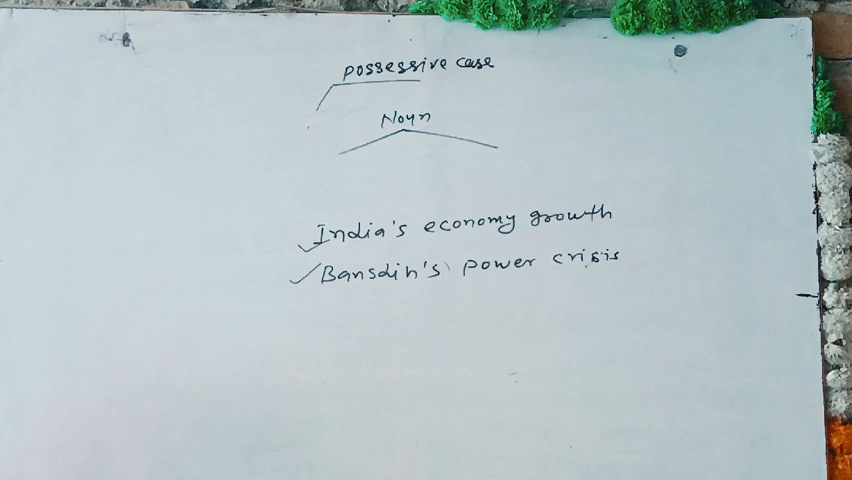 Possessive case
Noun
India's economy growth
Bansdih's power crisis